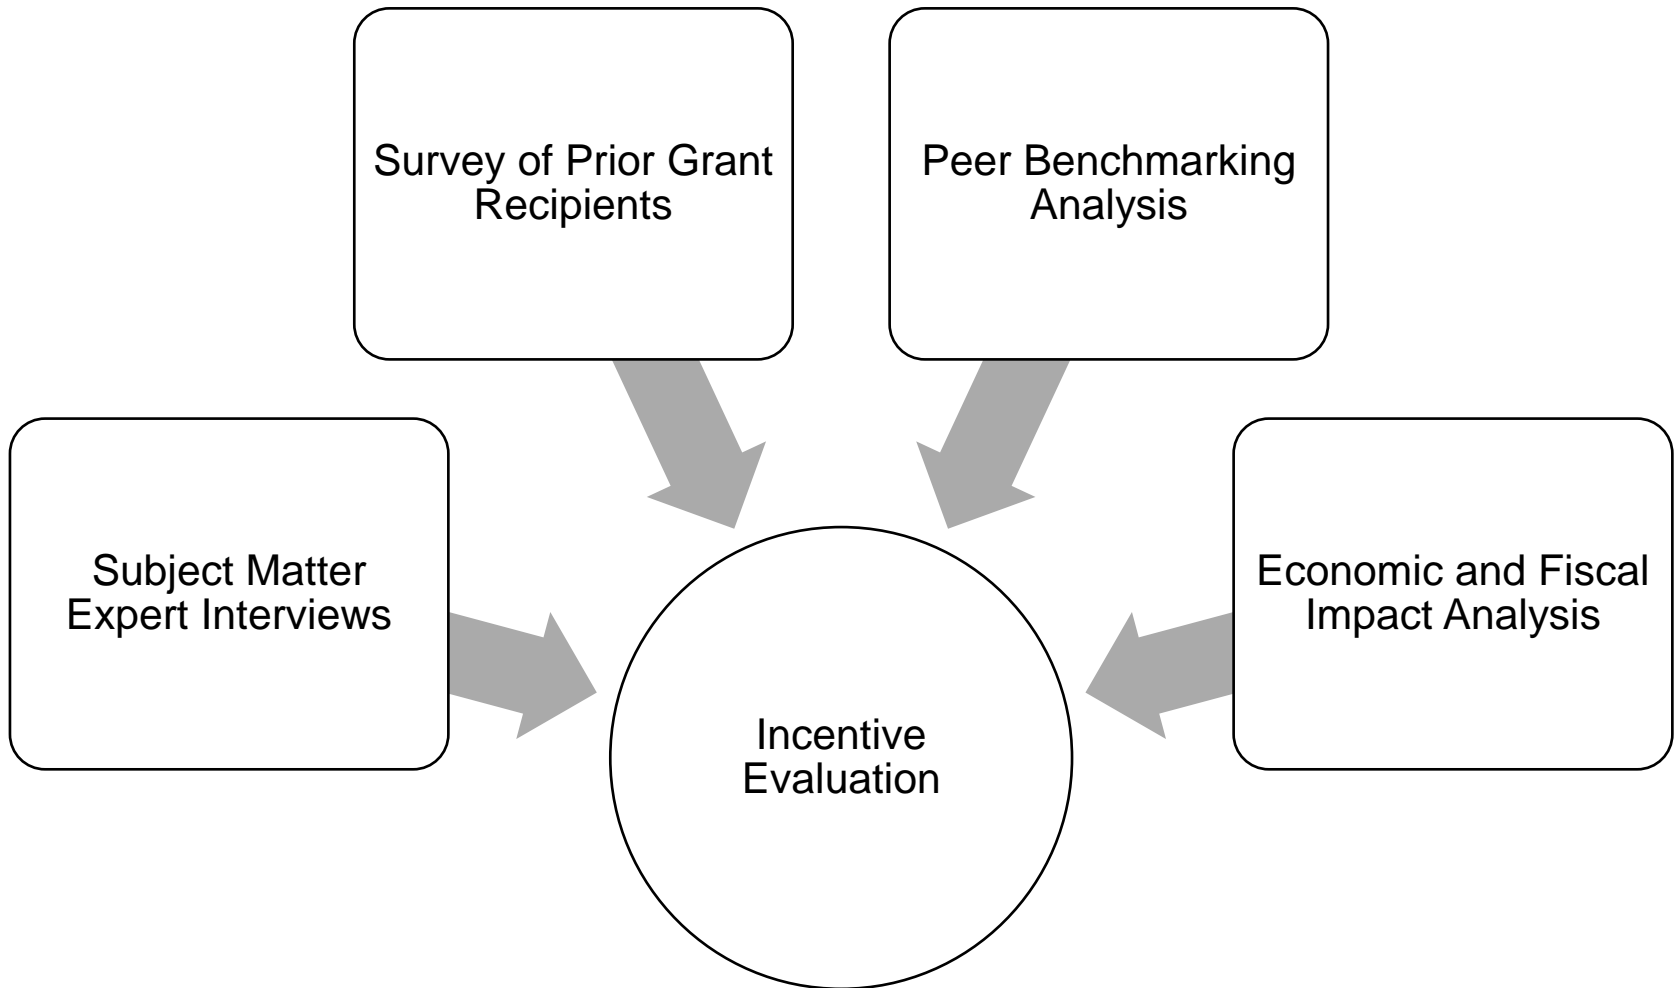 Survey of Prior Grant
Recipients
Peer Benchmarking
Analysis
Subject Matter
Expert Interviews
Economic and Fiscal
Impact Analysis
Incentive
Evaluation